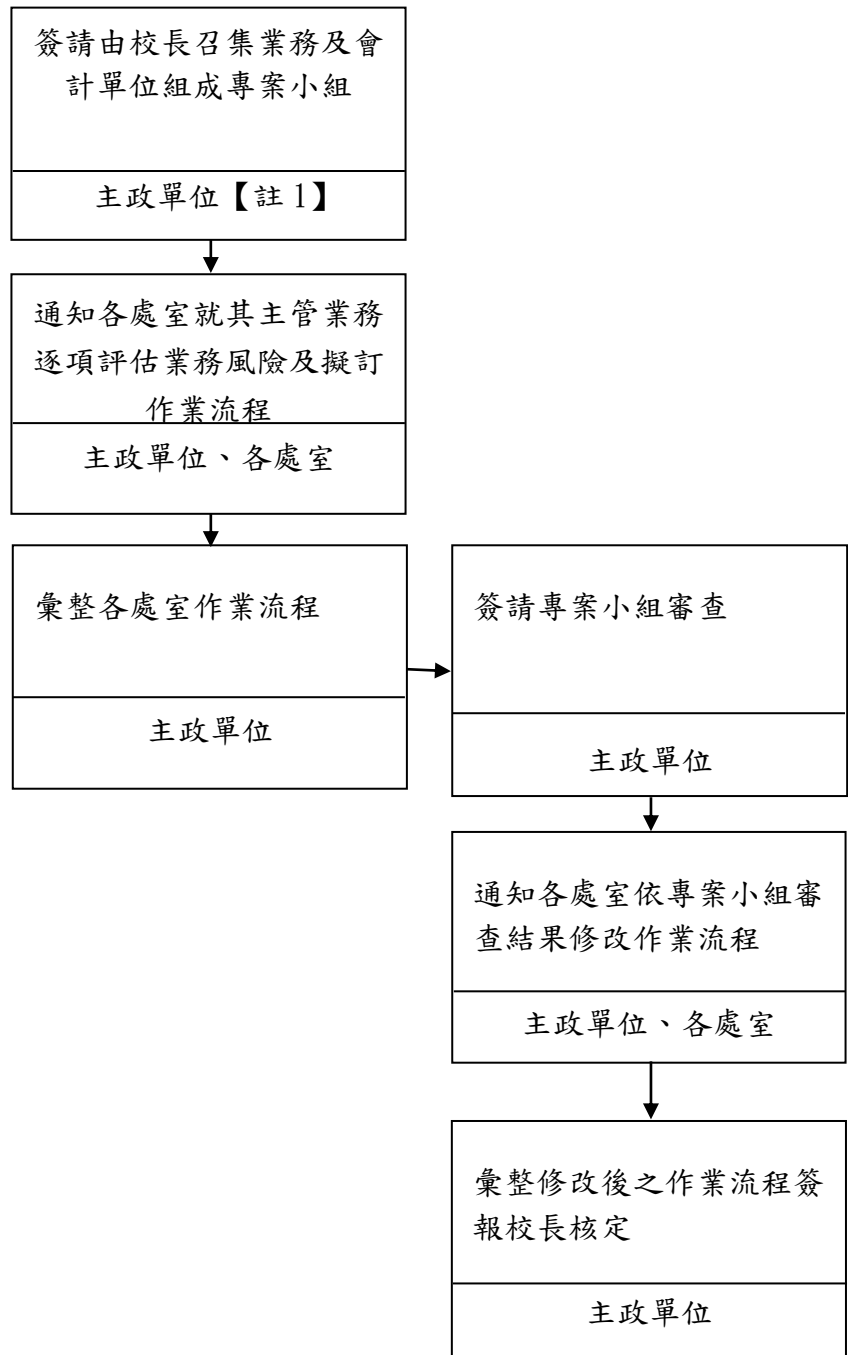 簽請由校長召集業務及會
計單位組成專案小組
主政單位【註1】
通知各處室就其主管業務
逐項評估業務風險及擬訂
作業流程
主政單位、各處室
彙整各處室作業流程
主政單位
簽請專案小組審查
主政單位
通知各處室依專案小組審
查結果修改作業流程
主政單位、各處室
彙整修改後之作業流程簽
報校長核定
主政單位